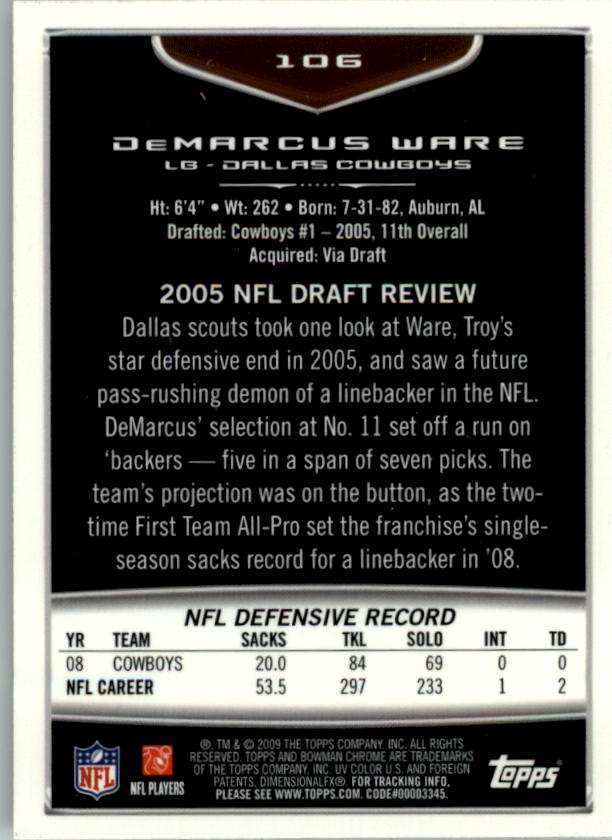 106
DeMARCUS WARE
LB - DALLAS COWBOYS
Ht: 6'4" • Wt: 262 • Born: 7-31-82, Auburn, AL
Drafted: Cowboys #1 – 2005, 11th Overall
Acquired: Via Draft
2005 NFL DRAFT REVIEW
Dallas scouts took one look at Ware, Troy's
star defensive end in 2005, and saw a future
pass-rushing demon of a linebacker in the NFL.
DeMarcus' selection at No. 11 set off a run on
'backers — five in a span of seven picks. The
team's projection was on the button, as the two-
time First Team All-Pro set the franchise's single-
season sacks record for a linebacker in '08.
NFL DEFENSIVE RECORD
YR TEAM SACKS TKL SOLO INT TD
08 COWBOYS 20.0 84 69 0 0
NFL CAREER 53.5 297 233 1 2
NFL
NFL PLAYERS
®, TM & © 2009 THE TOPPS COMPANY, INC. ALL RIGHTS
RESERVED. TOPPS AND BOWMAN CHROME ARE TRADEMARKS
OF THE TOPPS COMPANY, INC. UV COLOR U.S. AND FOREIGN
PATENTS, DIMENSIONALFX®. FOR TRACKING INFO,
PLEASE SEE WWW.TOPPS.COM. CODE#00003345.
Topps